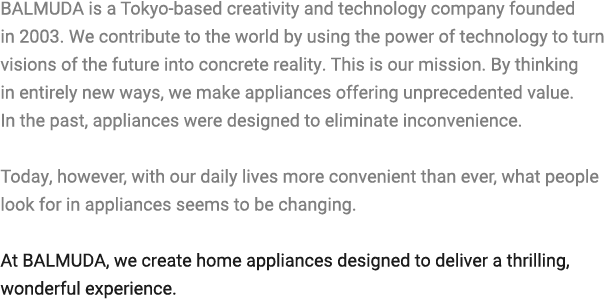 BALMUDA is a Tokyo-based creativity and technology company founded
in 2003. We contribute to the world by using the power of technology to turn
visions of the future into concrete reality. This is our mission. By thinking
in entirely new ways, we make appliances offering unprecedented value.
In the past, appliances were designed to eliminate inconvenience.
Today, however, with our daily lives more convenient than ever, what people
look for in appliances seems to be changing.
At BALMUDA, we create home appliances designed to deliver a thrilling,
wonderful experience.